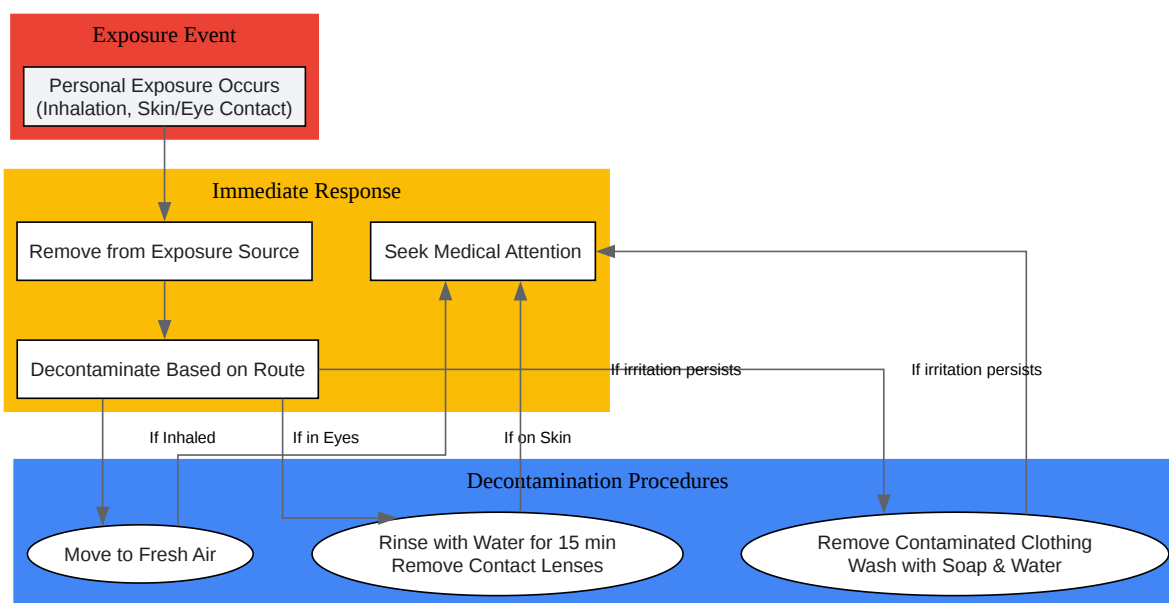 Exposure Event
Personal Exposure Occurs
(Inhalation, Skin/Eye Contact)
Immediate Response
Remove from Exposure Source
Seek Medical Attention
Decontaminate Based on Route
If irritation persists
If irritation persists
If Inhaled
If in Eyes
If on Skin
Decontamination Procedures
Move to Fresh Air
Rinse with Water for 15 min
Remove Contact Lenses
Remove Contaminated Clothing
Wash with Soap & Water